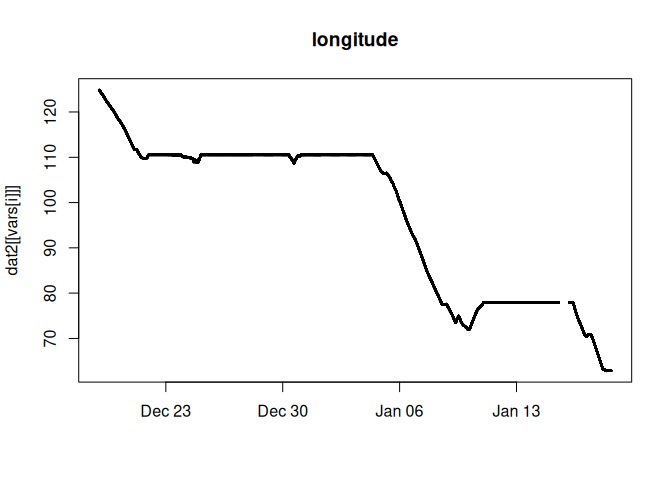 longitude
dat2[[vars[i]]]
120
110
100
90
80
70
Dec 23
Dec 30
Jan 06
Jan 13